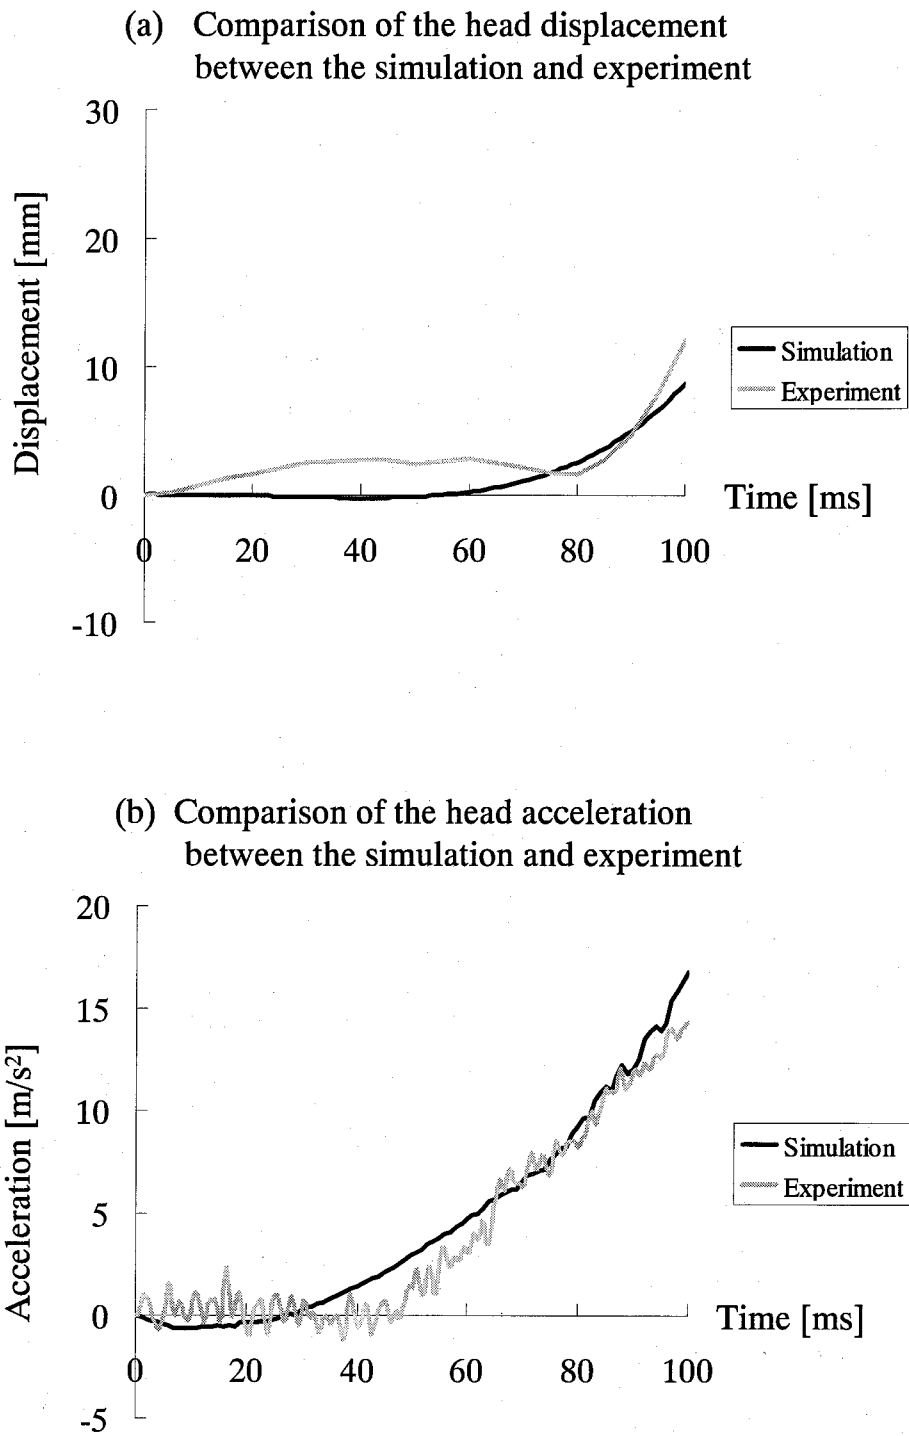 (a) Comparison of the head displacement
between the simulation and experiment
30
20
10
0
-10
Displacement [mm]
0 20 40 60 80 100
Time [ms]
Simulation
Experiment
(b) Comparison of the head acceleration
between the simulation and experiment
20
15
10
5
0
-5
Acceleration [m/s²]
0 20 40 60 80 100
Time [ms]
Simulation
Experiment